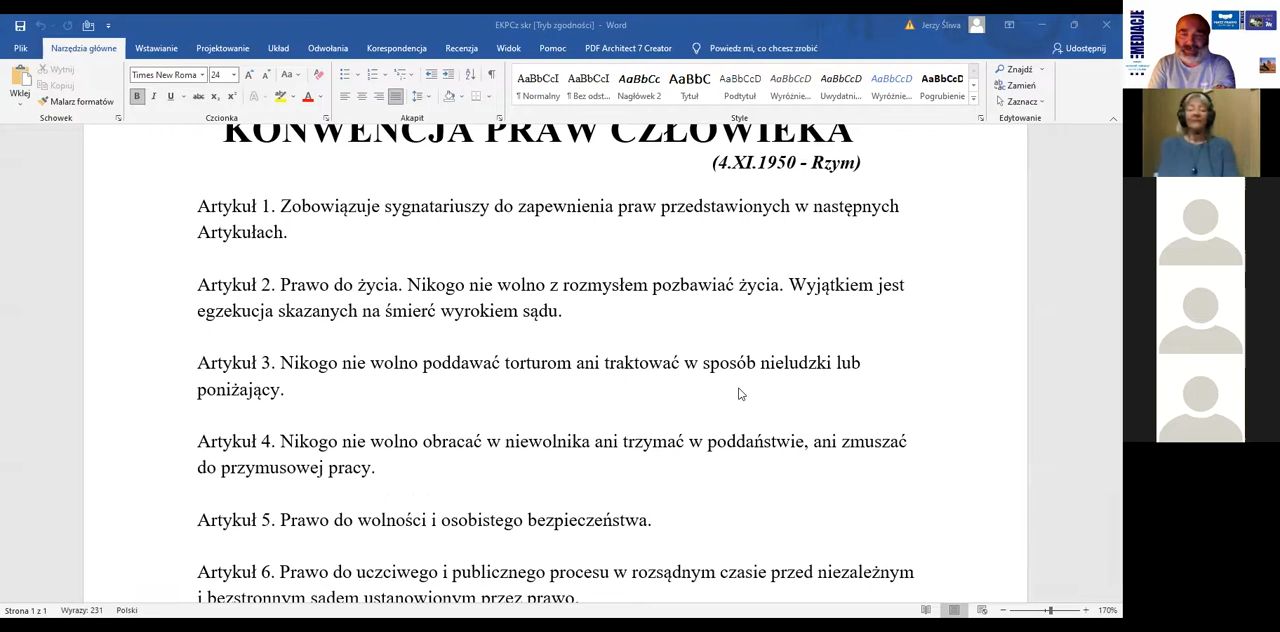 EKPCz skr [Tryb zgodności] - Word
Jerzy Śliwa
Plik Narzędzia główne Wstawianie Projektowanie Układ Odwołania Korespondencja Recenzja Widok Pomoc PDF Architect 7 Creator Powiedz mi, co chcesz zrobić Udostępnij
Wklej
Wytnij
Kopiuj
Malarz formatów
Schowek
Times New Roma 24
B I U abc x₂ x²
Czcionka
Akapit
AaBbCcI AaBbCcI AaBbCc AaBbC AaBbCcD AaBbCcD AaBbCcD AaBbCcD AaBbCcD
¶ Normalny ¶ Bez odst... Nagłówek 2 Tytuł Podtytuł Wyróżnie... Uwydatni... Wyróżnie... Pogrubienie
Style
Znajdź
Zamień
Zaznacz
Edytowanie
KONWENCJA PRAW CZŁOWIEKA
(4.XI.1950 - Rzym)
Artykuł 1. Zobowiązuje sygnatariuszy do zapewnienia praw przedstawionych w następnych
Artykułach.
Artykuł 2. Prawo do życia. Nikogo nie wolno z rozmysłem pozbawiać życia. Wyjątkiem jest
egzekucja skazanych na śmierć wyrokiem sądu.
Artykuł 3. Nikogo nie wolno poddawać torturom ani traktować w sposób nieludzki lub
poniżający.
Artykuł 4. Nikogo nie wolno obracać w niewolnika ani trzymać w poddaństwie, ani zmuszać
do przymusowej pracy.
Artykuł 5. Prawo do wolności i osobistego bezpieczeństwa.
Artykuł 6. Prawo do uczciwego i publicznego procesu w rozsądnym czasie przed niezależnym
i bezstronnym sądem ustanowionym przez prawo.
Strona 1 z 1 Wyrazy: 231 Polski
170%
MEDIACJE